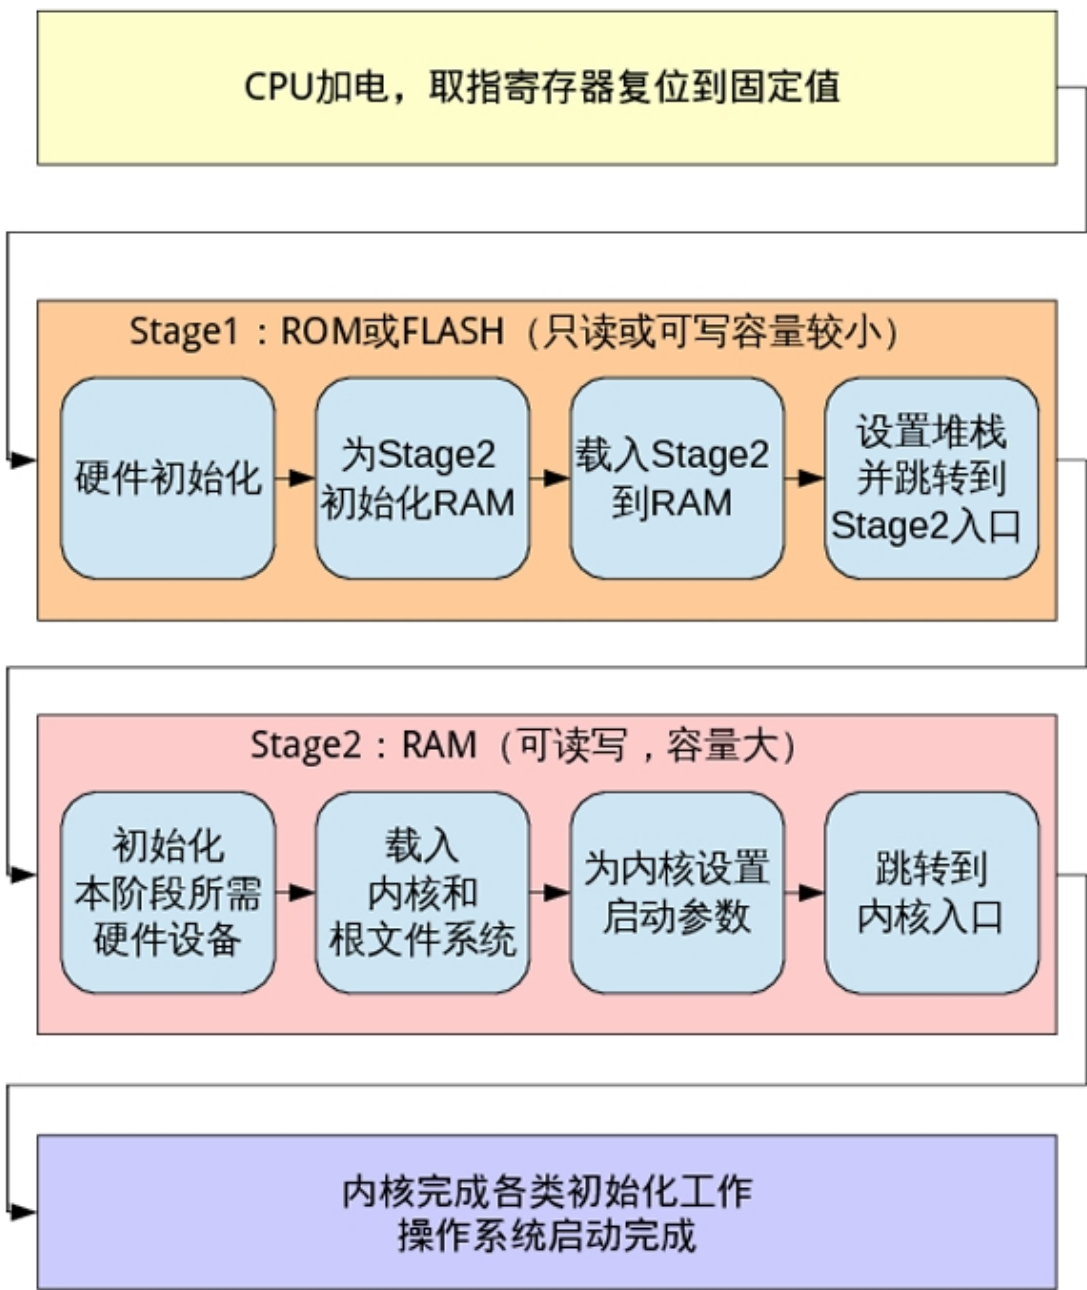 CPU加电，取指寄存器复位到固定值
Stage1：ROM或FLASH（只读或可写容量较小）
硬件初始化
为Stage2
初始化RAM
载入Stage2
到RAM
设置堆栈
并跳转到
Stage2入口
Stage2：RAM（可读写，容量大）
初始化
本阶段所需
硬件设备
载入
内核和
根文件系统
为内核设置
启动参数
跳转到
内核入口
内核完成各类初始化工作
操作系统启动完成